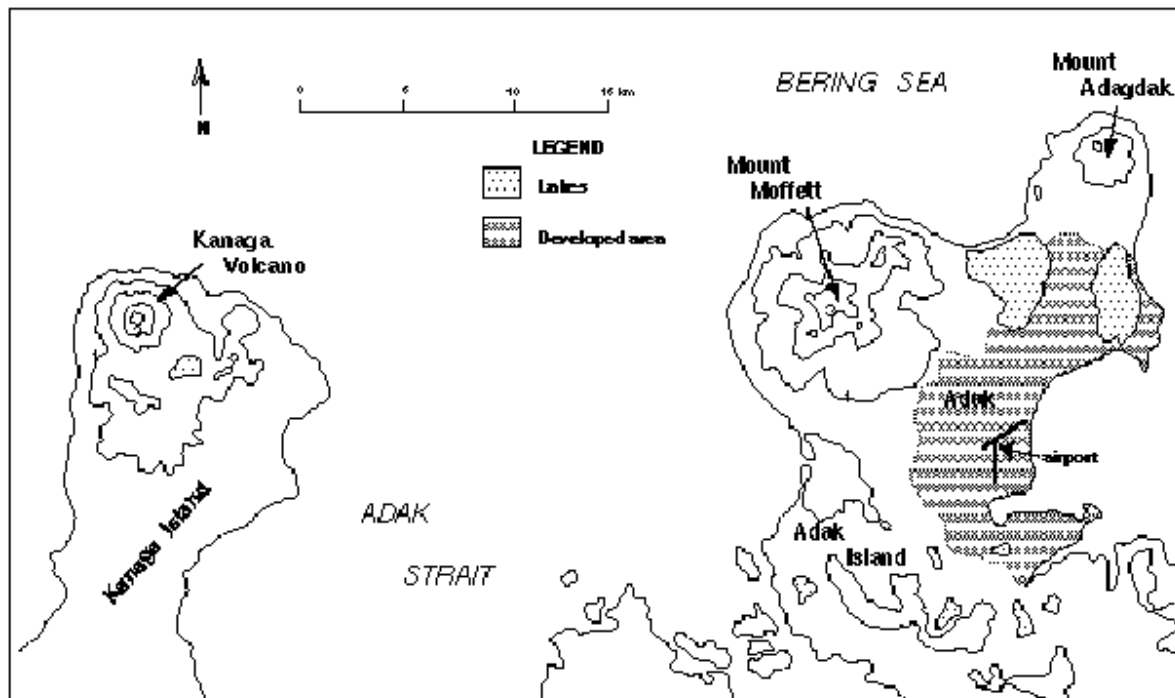 BERING SEA
Mount
Adagdak
N
0 5 10 15 km
LEGEND
Lakes
Developed area
Mount
Moffett
Kanaga
Volcano
Adak
airport
Kanaga Island
ADAK
STRAIT
Adak
Island